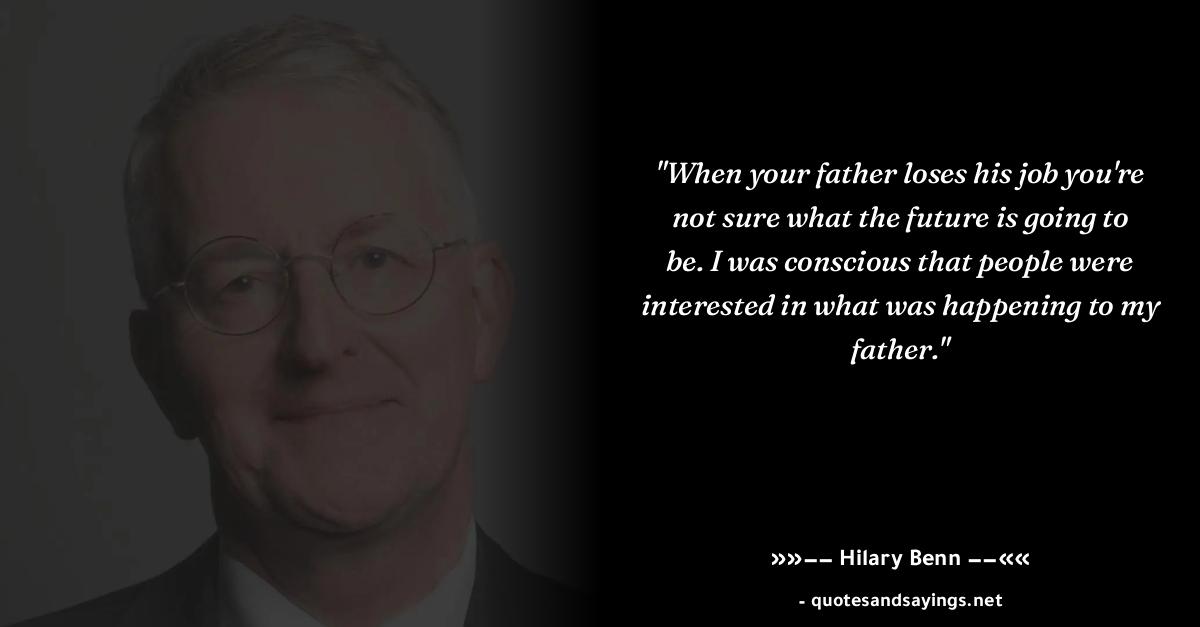 "When your father loses his job you're
not sure what the future is going to
be. I was conscious that people were
interested in what was happening to my
father."
»»–– Hilary Benn ––««
- quotesandsayings.net